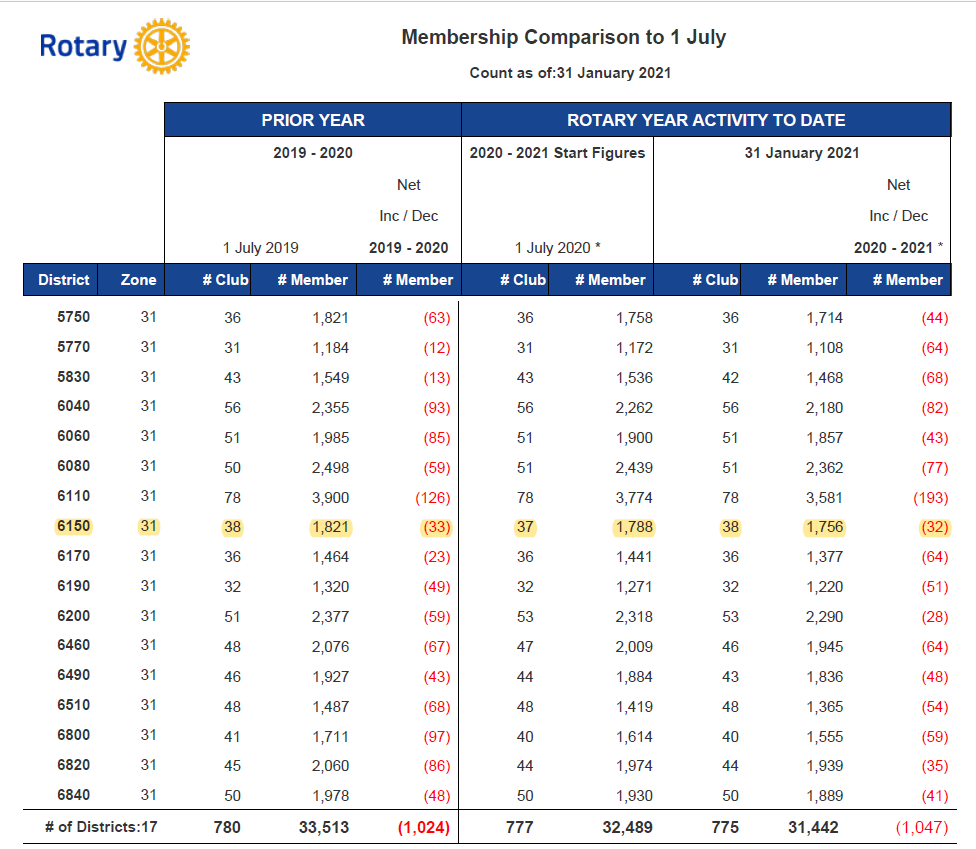 Rotary
Membership Comparison to 1 July
Count as of:31 January 2021
PRIOR YEAR ROTARY YEAR ACTIVITY TO DATE
2019 - 2020 2020 - 2021 Start Figures 31 January 2021
Net Net
Inc / Dec Inc / Dec
1 July 2019 2019 - 2020 1 July 2020 * 2020 - 2021 *
District Zone # Club # Member # Member # Club # Member # Club # Member # Member
5750 31 36 1,821 (63) 36 1,758 36 1,714 (44)
5770 31 31 1,184 (12) 31 1,172 31 1,108 (64)
5830 31 43 1,549 (13) 43 1,536 42 1,468 (68)
6040 31 56 2,355 (93) 56 2,262 56 2,180 (82)
6060 31 51 1,985 (85) 51 1,900 51 1,857 (43)
6080 31 50 2,498 (59) 51 2,439 51 2,362 (77)
6110 31 78 3,900 (126) 78 3,774 78 3,581 (193)
6150 31 38 1,821 (33) 37 1,788 38 1,756 (32)
6170 31 36 1,464 (23) 36 1,441 36 1,377 (64)
6190 31 32 1,320 (49) 32 1,271 32 1,220 (51)
6200 31 51 2,377 (59) 53 2,318 53 2,290 (28)
6460 31 48 2,076 (67) 47 2,009 46 1,945 (64)
6490 31 46 1,927 (43) 44 1,884 43 1,836 (48)
6510 31 48 1,487 (68) 48 1,419 48 1,365 (54)
6800 31 41 1,711 (97) 40 1,614 40 1,555 (59)
6820 31 45 2,060 (86) 44 1,974 44 1,939 (35)
6840 31 50 1,978 (48) 50 1,930 50 1,889 (41)
# of Districts:17 780 33,513 (1,024) 777 32,489 775 31,442 (1,047)